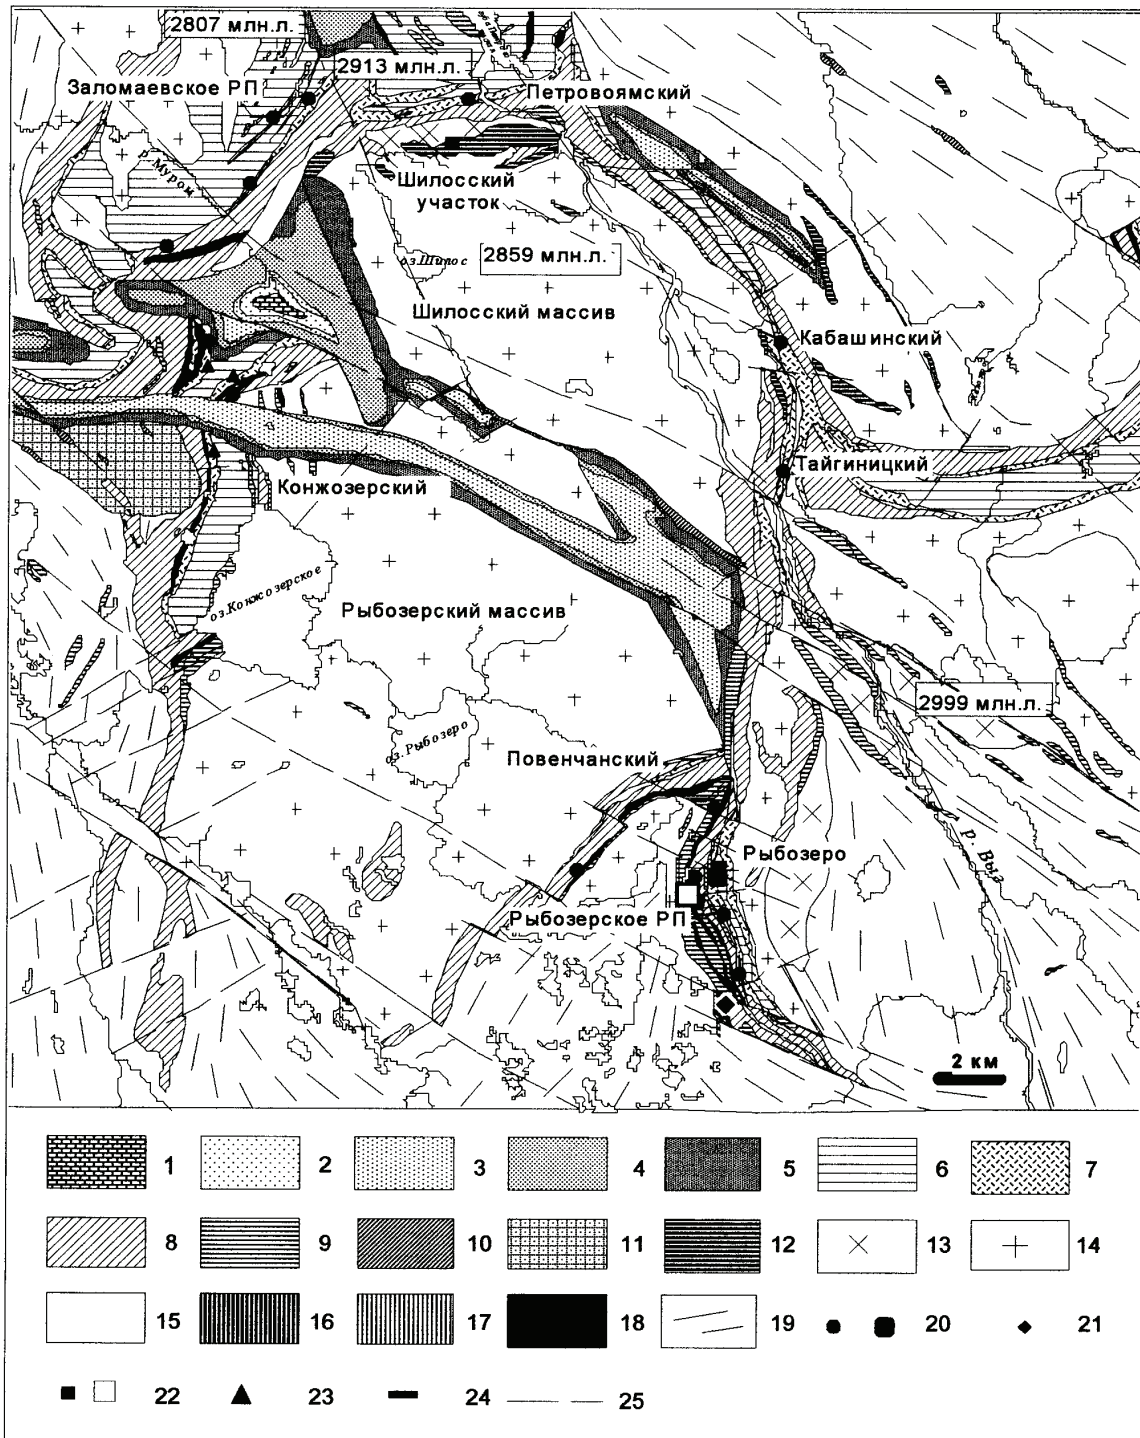 2807 млн.л.
2913 млн.л.
Заломаевское РП
Петровоямский
р. Муром
Шилосский
участок
оз.Шилос
2859 млн.л.
Шилосский массив
Кабашинский
Тайгиницкий
Конжозерский
оз.Конжозерское
Рыбозерский массив
2999 млн.л.
оз.Рыбозеро
Повенчанский
р. Выг
Рыбозеро
Рыбозерское РП
2 км
1 2 3 4 5 6 7
8 9 10 11 12 13 14
15 16 17 18 19 20 21
22 23 24 25